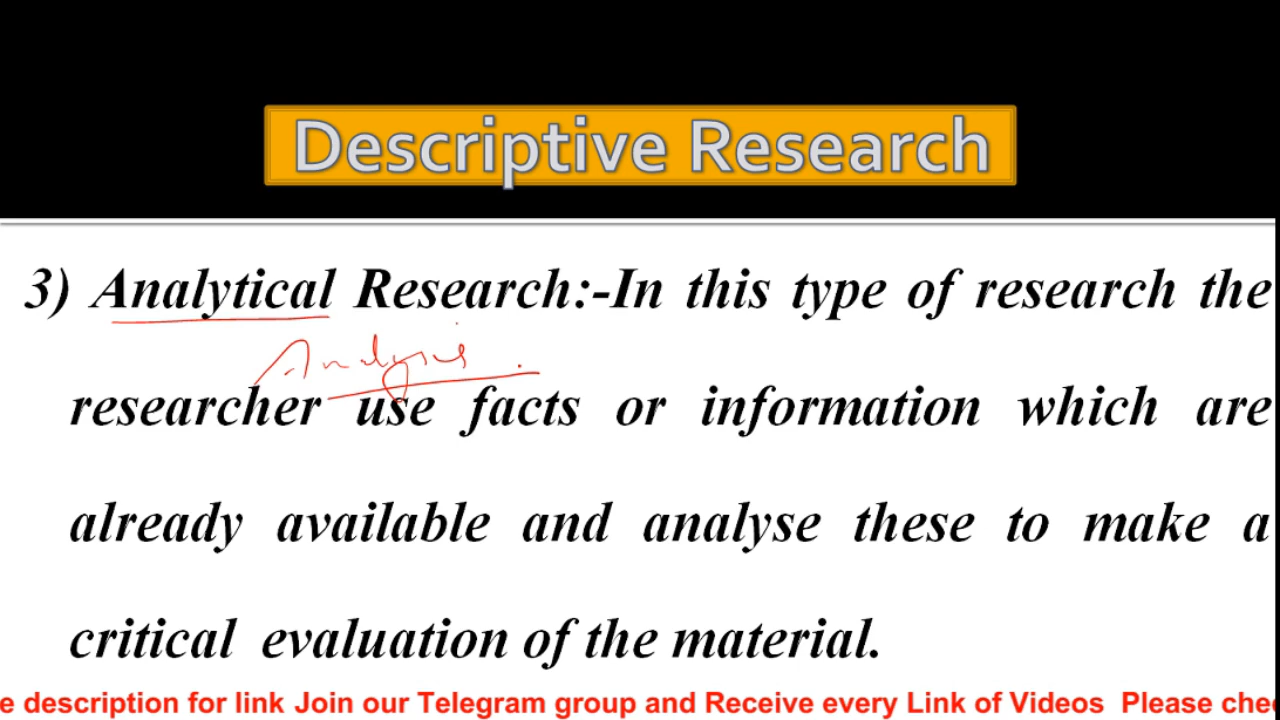 Descriptive Research
3) Analytical Research:-In this type of research the
Analysis
researcher use facts or information which are
already available and analyse these to make a
critical evaluation of the material.
e description for link Join our Telegram group and Receive every Link of Videos Please chec